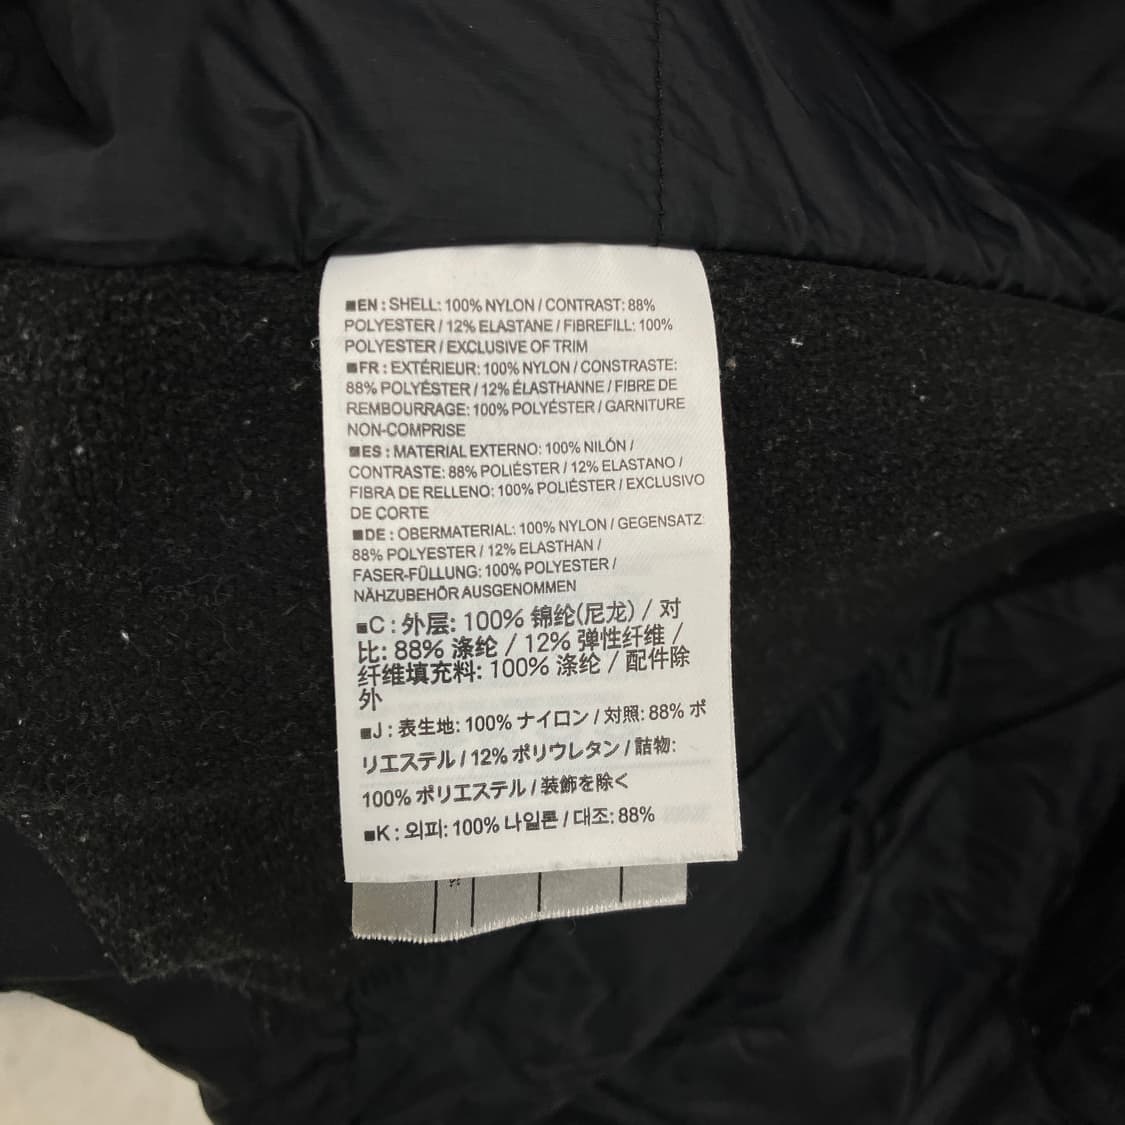 ■EN : SHELL: 100% NYLON / CONTRAST: 88%
POLYESTER / 12% ELASTANE / FIBREFILL: 100%
POLYESTER / EXCLUSIVE OF TRIM
■FR : EXTÉRIEUR: 100% NYLON / CONSTRASTE:
88% POLYÉSTER / 12% ÉLASTHANNE / FIBRE DE
REMBOURRAGE: 100% POLYÉSTER / GARNITURE
NON-COMPRISE
■ES : MATERIAL EXTERNO: 100% NILÓN /
CONTRASTE: 88% POLIÉSTER / 12% ELASTANO /
FIBRA DE RELLENO: 100% POLIÉSTER / EXCLUSIVO
DE CORTE
■DE : OBERMATERIAL: 100% NYLON / GEGENSATZ:
88% POLYESTER / 12% ELASTHAN /
FASER-FÜLLUNG: 100% POLYESTER /
NÄHZUBEHÖR AUSGENOMMEN
■C : 外层: 100% 锦纶(尼龙) / 对
比: 88% 涤纶 / 12% 弹性纤维 /
纤维填充料: 100% 涤纶 / 配件除
外
■J : 表生地: 100% ナイロン / 対照: 88% ポ
リエステル / 12% ポリウレタン / 詰物:
100% ポリエステル / 装飾を除く
■K : 외피: 100% 나일론 / 대조: 88%